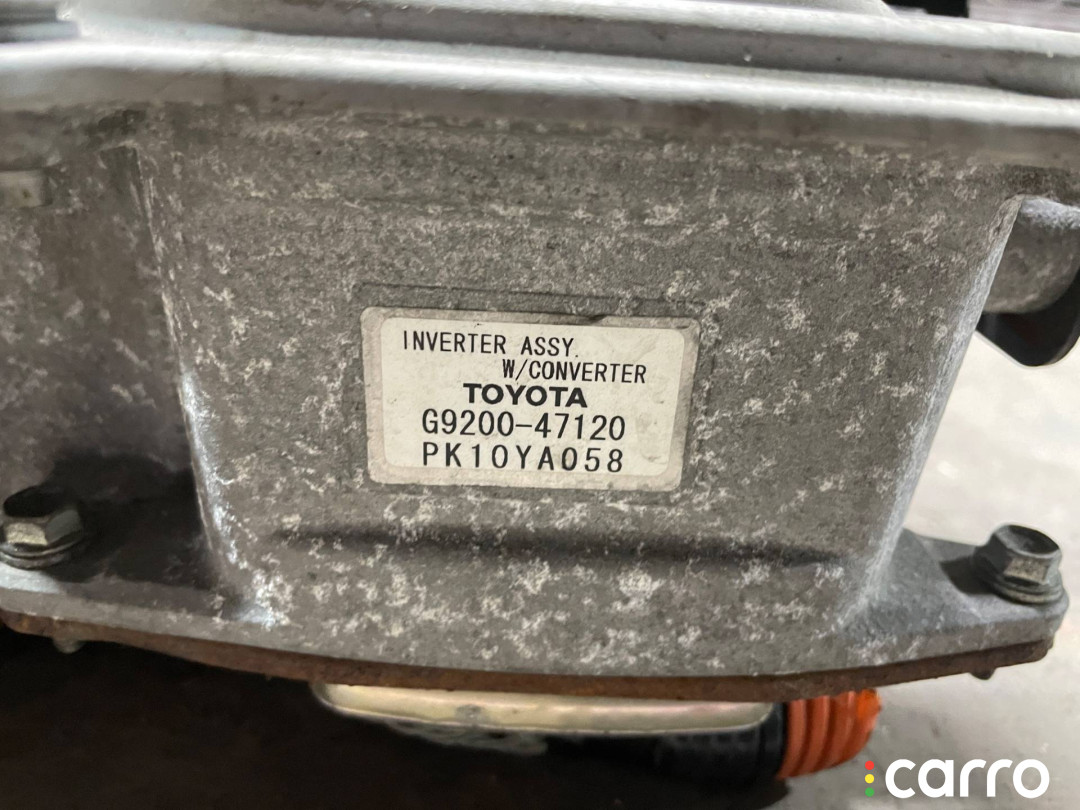 INVERTER ASSY.
W/CONVERTER
TOYOTA
G9200-47120
PK10YA058
carro